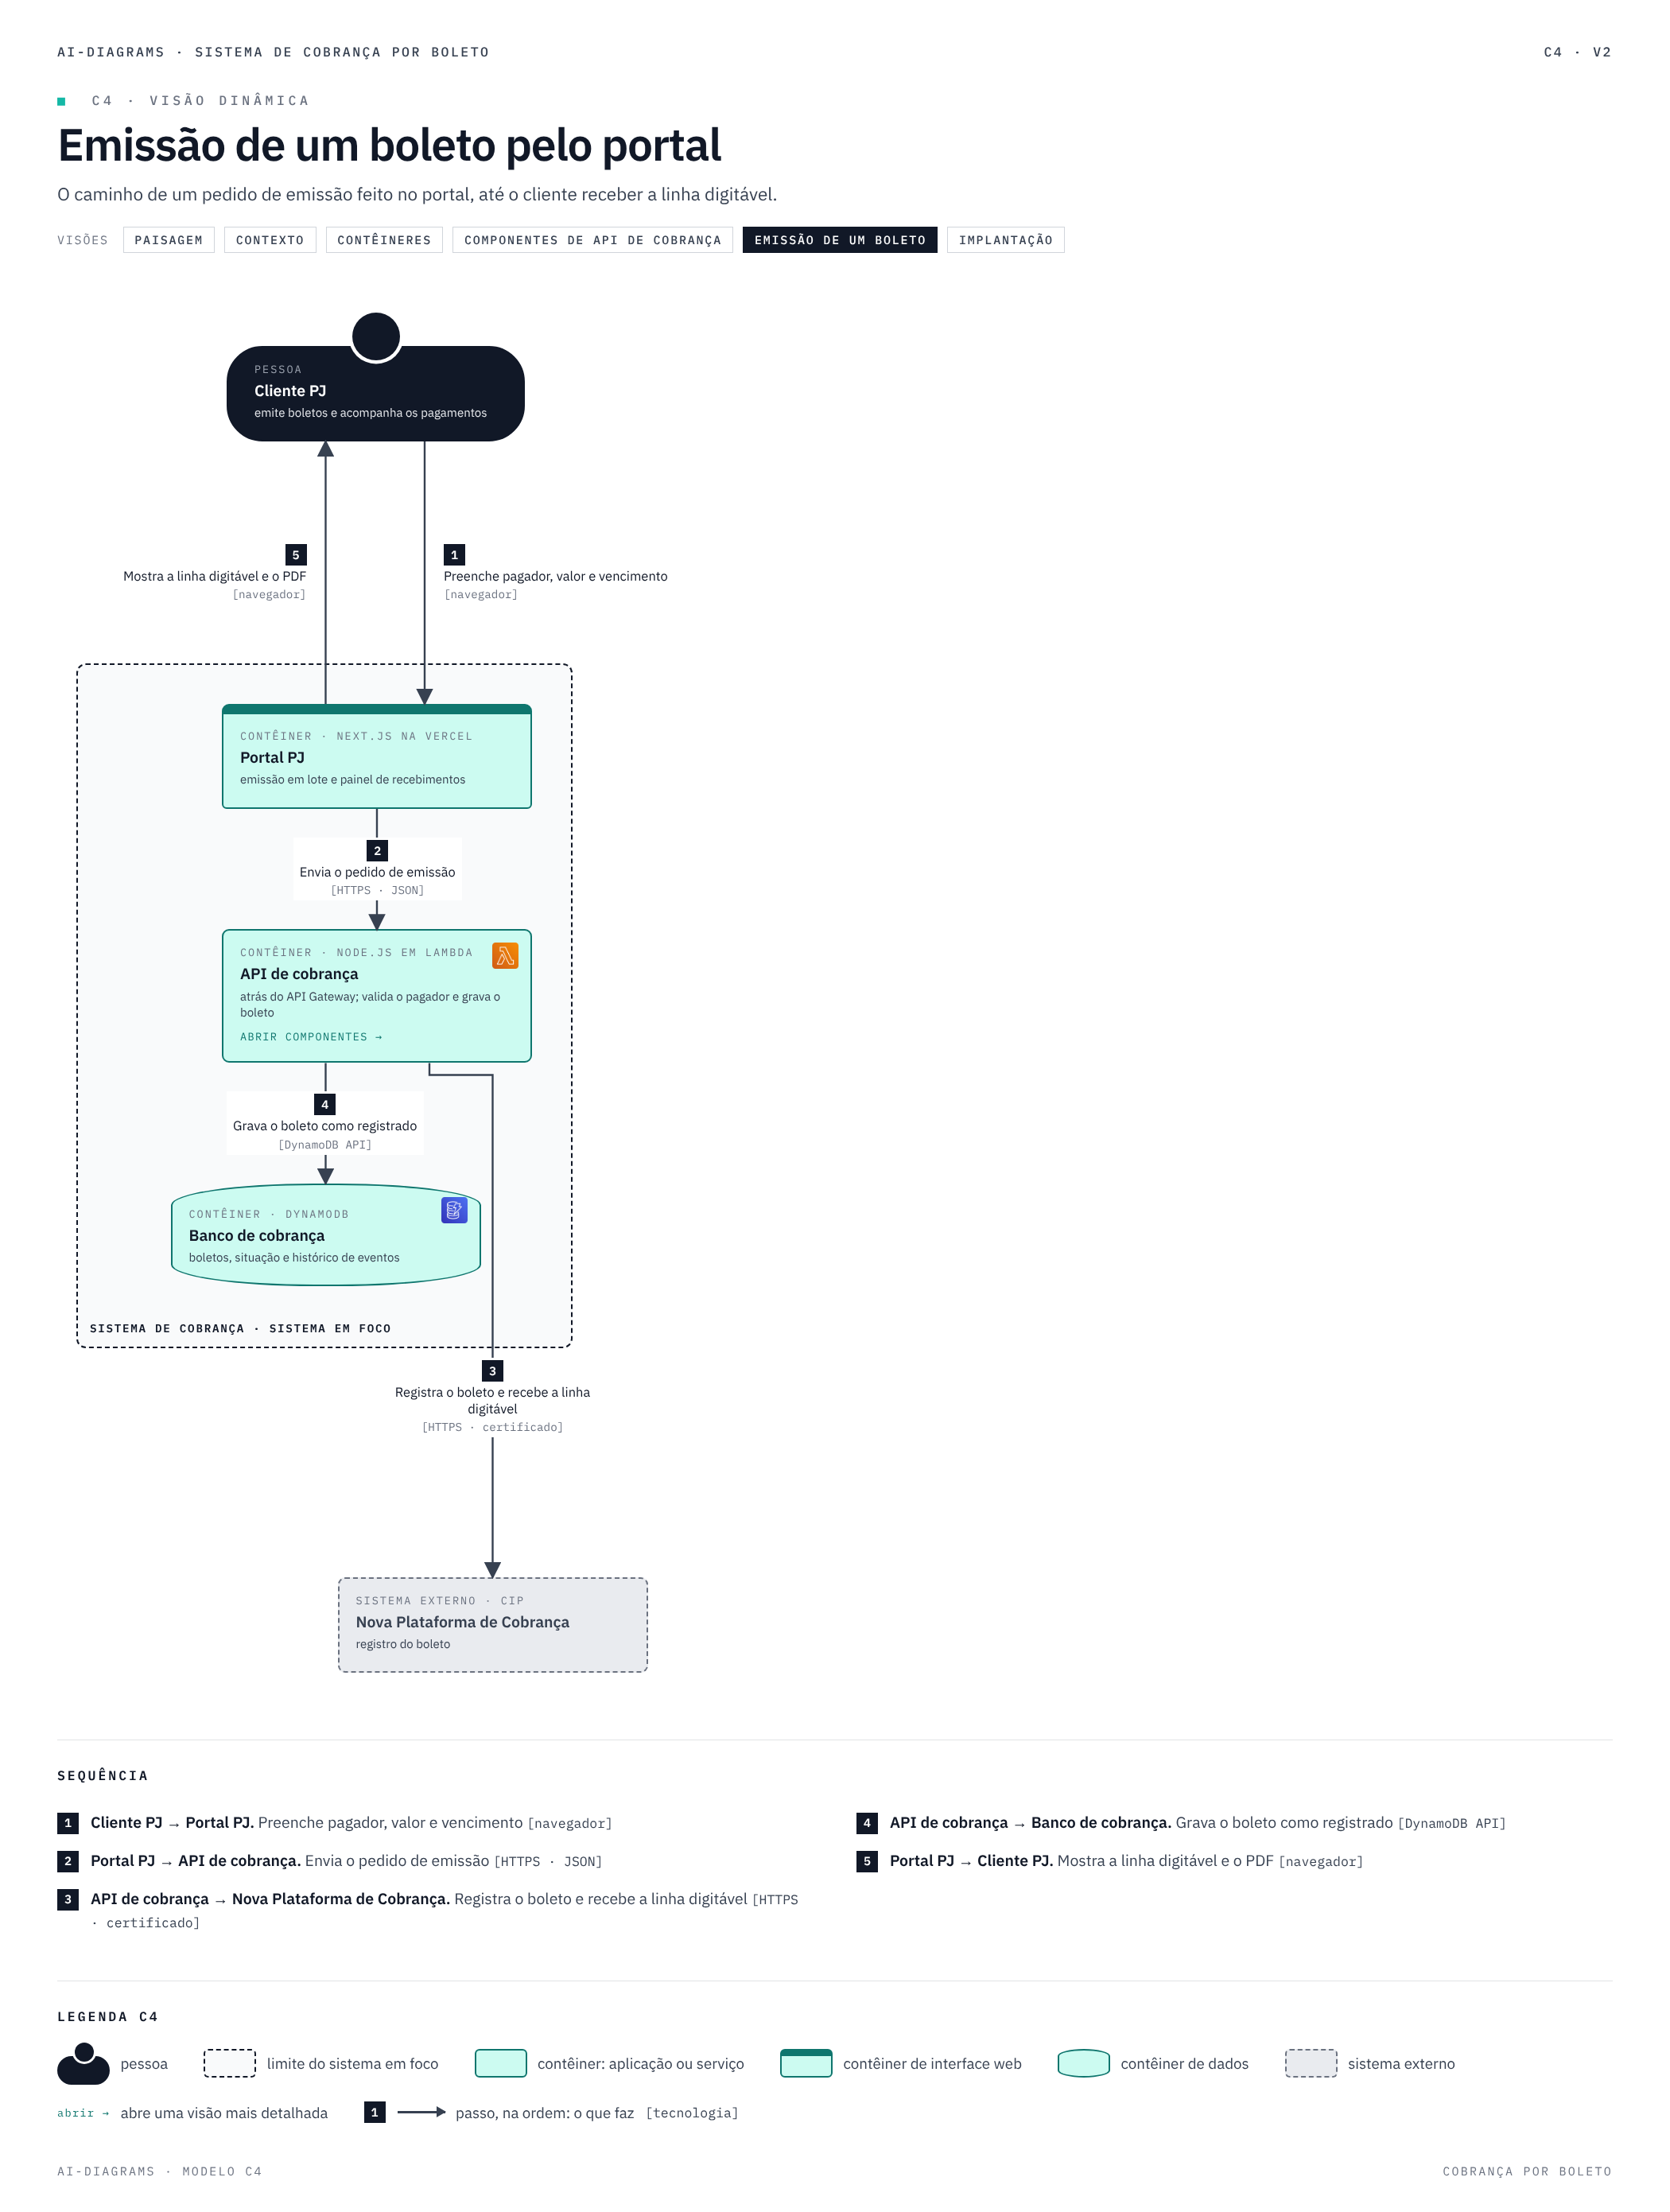 AI-DIAGRAMS · SISTEMA DE COBRANÇA POR BOLETO
C4 · V2
C4 · VISÃO DINÂMICA
Emissão de um boleto pelo portal
O caminho de um pedido de emissão feito no portal, até o cliente receber a linha digitável.
VISÕES
PAISAGEM
CONTEXTO
CONTÊINERES
COMPONENTES DE API DE COBRANÇA
EMISSÃO DE UM BOLETO
IMPLANTAÇÃO
PESSOA
Cliente PJ
emite boletos e acompanha os pagamentos
5
Mostra a linha digitável e o PDF
[navegador]
1
Preenche pagador, valor e vencimento
[navegador]
CONTÊINER · NEXT.JS NA VERCEL
Portal PJ
emissão em lote e painel de recebimentos
2
Envia o pedido de emissão
[HTTPS · JSON]
CONTÊINER · NODE.JS EM LAMBDA
API de cobrança
atrás do API Gateway; valida o pagador e grava o
boleto
ABRIR COMPONENTES →
4
Grava o boleto como registrado
[DynamoDB API]
CONTÊINER · DYNAMODB
Banco de cobrança
boletos, situação e histórico de eventos
SISTEMA DE COBRANÇA · SISTEMA EM FOCO
3
Registra o boleto e recebe a linha
digitável
[HTTPS · certificado]
SISTEMA EXTERNO · CIP
Nova Plataforma de Cobrança
registro do boleto
SEQUÊNCIA
1 Cliente PJ → Portal PJ. Preenche pagador, valor e vencimento [navegador]
2 Portal PJ → API de cobrança. Envia o pedido de emissão [HTTPS · JSON]
3 API de cobrança → Nova Plataforma de Cobrança. Registra o boleto e recebe a linha digitável [HTTPS
· certificado]
4 API de cobrança → Banco de cobrança. Grava o boleto como registrado [DynamoDB API]
5 Portal PJ → Cliente PJ. Mostra a linha digitável e o PDF [navegador]
LEGENDA C4
pessoa
limite do sistema em foco
contêiner: aplicação ou serviço
contêiner de interface web
contêiner de dados
sistema externo
abrir → abre uma visão mais detalhada
1 passo, na ordem: o que faz [tecnologia]
AI-DIAGRAMS · MODELO C4
COBRANÇA POR BOLETO